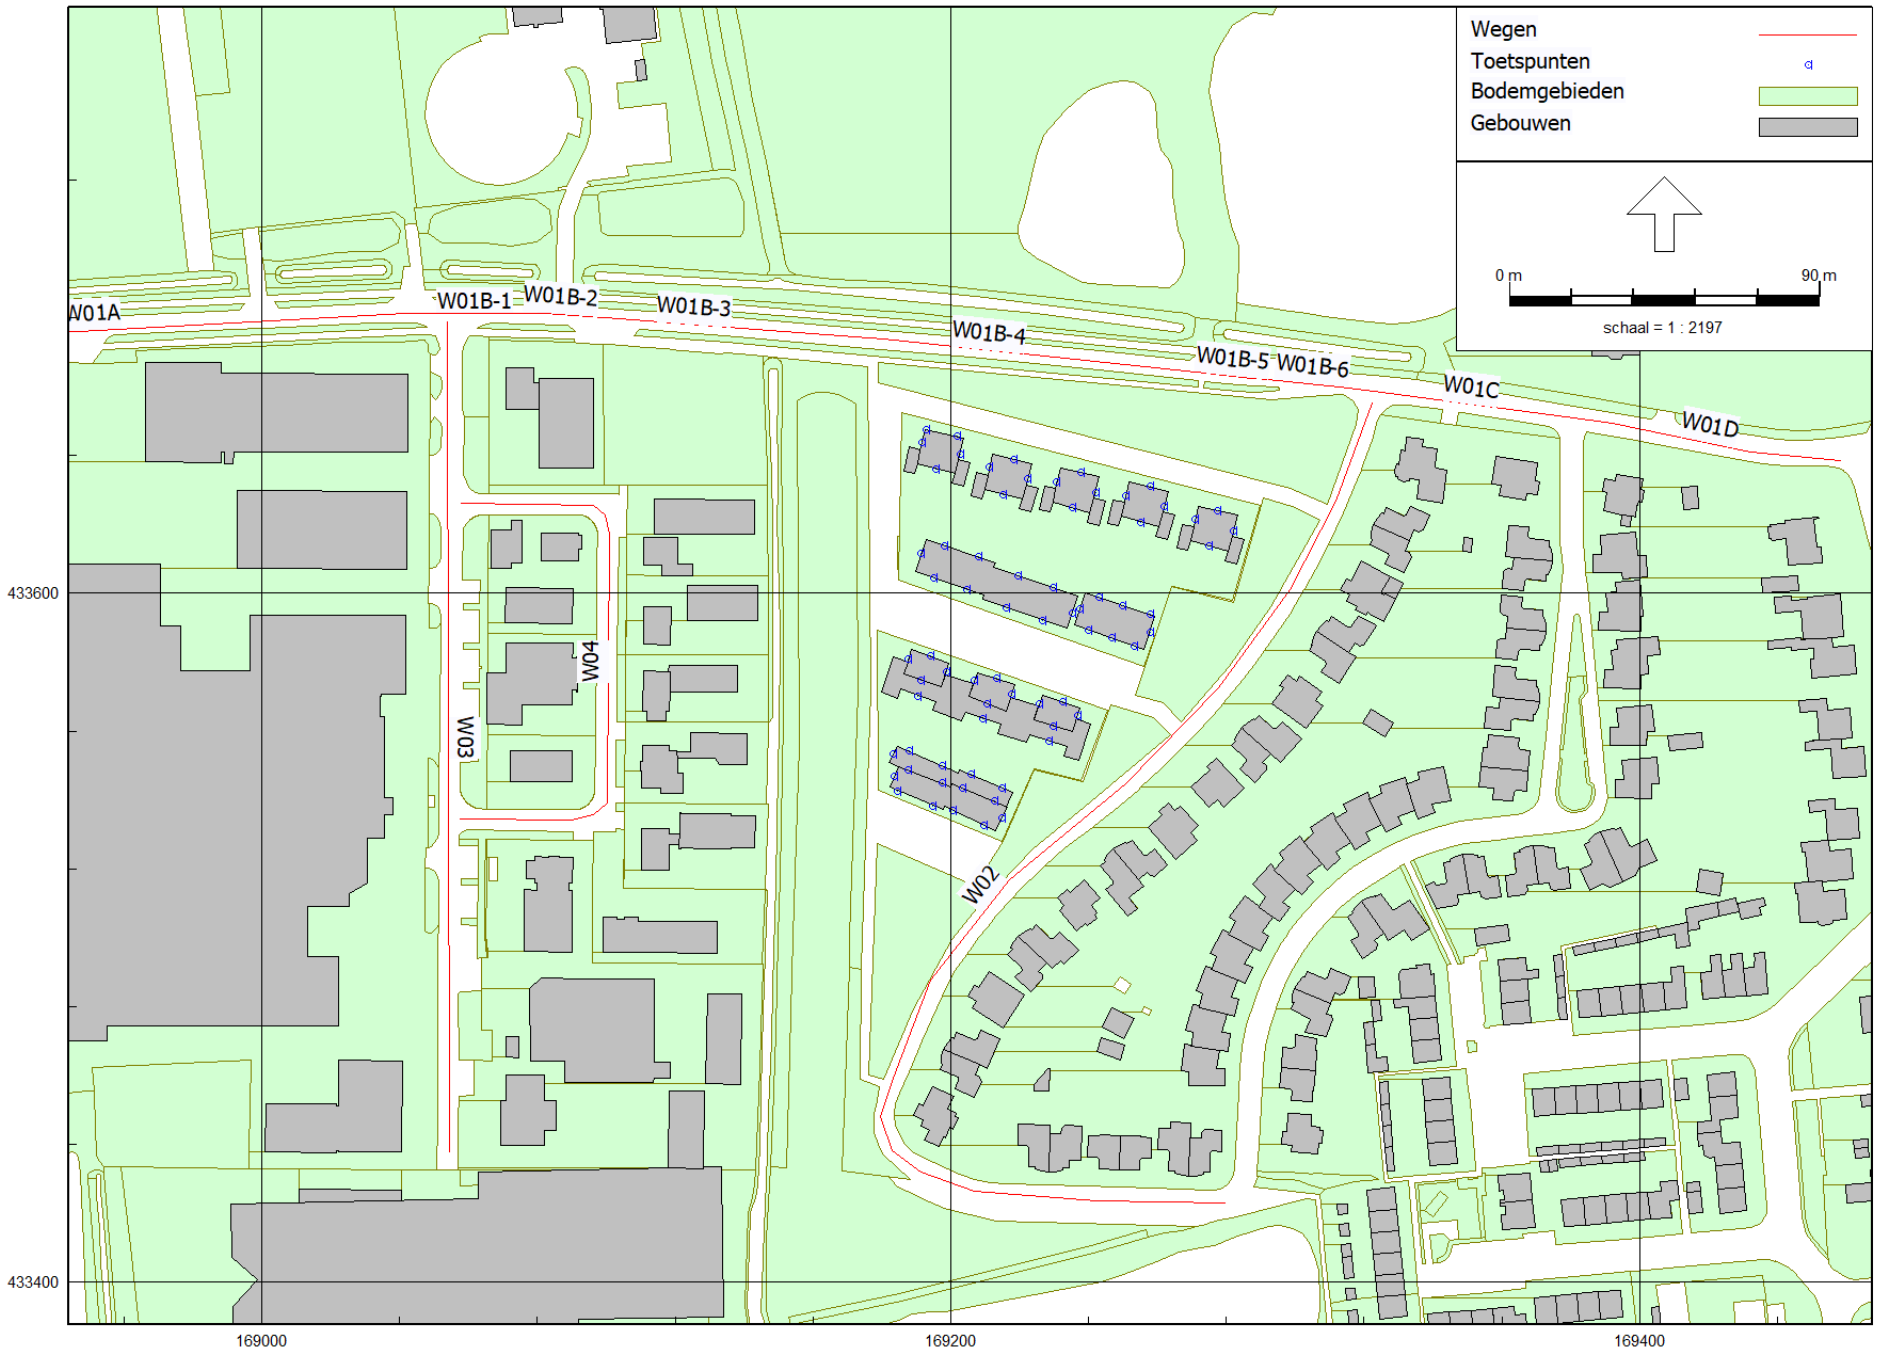 Wegen
Toetspunten
Bodemgebieden
Gebouwen
0 m 90 m
schaal = 1 : 2197
W01A
W01B-1
W01B-2
W01B-3
W01B-4
W01B-5
W01B-6
W01C
W01D
433600
W04
W03
W02
433400
169000
169200
169400